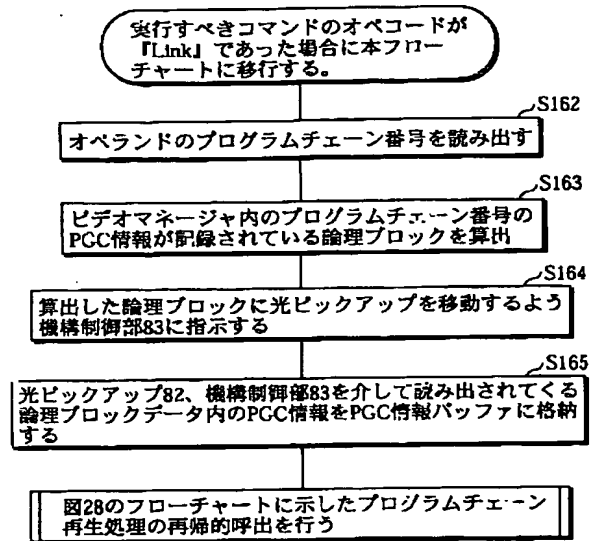 実行すべきコマンドのオペコードが
『Link』であった場合に本フロー
チャートに移行する。
S162
オペランドのプログラムチェーン番号を読み出す
S163
ビデオマネージャ内のプログラムチェーン番号の
PGC情報が記録されている論理ブロックを算出
S164
算出した論理ブロックに光ピックアップを移動するよう
機構制御部83に指示する
S165
光ピックアップ82、機構制御部83を介して読み出されてくる
論理ブロックデータ内のPGC情報をPGC情報バッファに格納
する
図28のフローチャートに示したプログラムチェーン
再生処理の再帰的呼出を行う